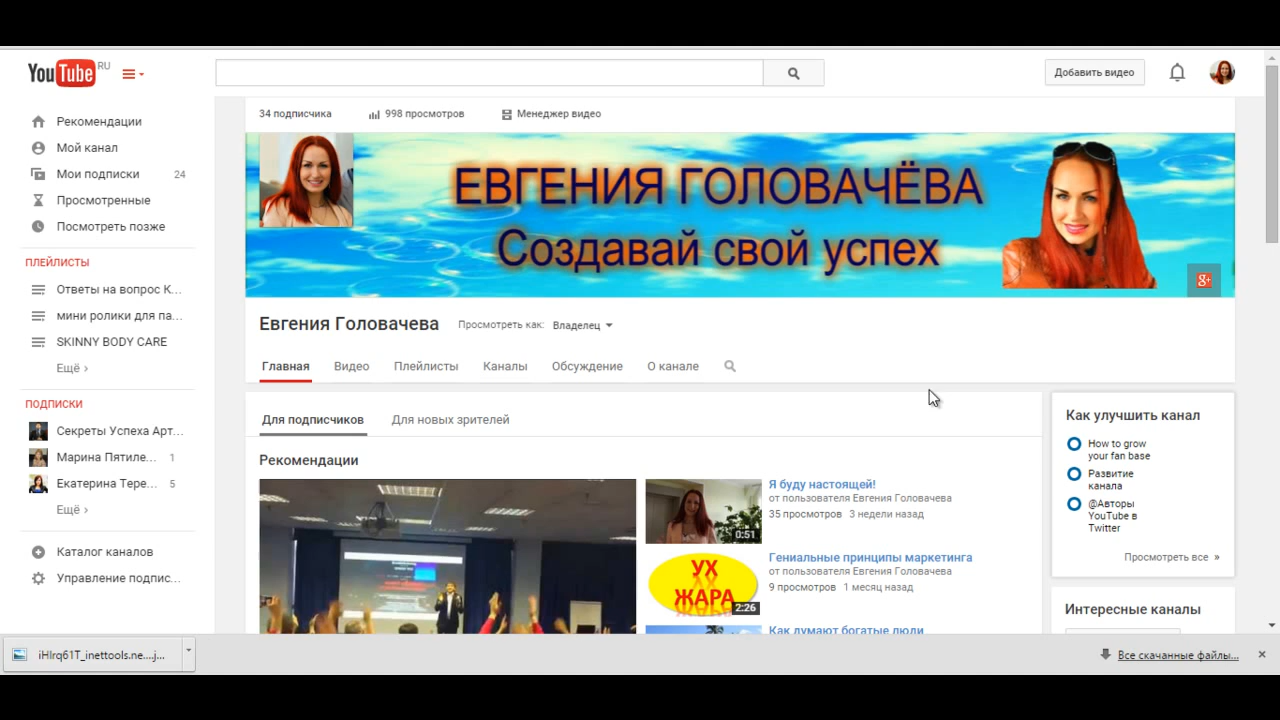 YouTube RU
Добавить видео
Рекомендации
Мой канал
Мои подписки 24
Просмотренные
Посмотреть позже
ПЛЕЙЛИСТЫ
Ответы на вопрос К...
мини ролики для па...
SKINNY BODY CARE
Ещё ›
ПОДПИСКИ
Секреты Успеха Арт...
Марина Пятиле... 1
Екатерина Тере... 5
Ещё ›
Каталог каналов
Управление подпис...
34 подписчика 998 просмотров Менеджер видео
ЕВГЕНИЯ ГОЛОВАЧЁВА
Создавай свой успех
g+
Евгения Головачева Просмотреть как: Владелец
Главная Видео Плейлисты Каналы Обсуждение О канале
Для подписчиков Для новых зрителей
Рекомендации
Я буду настоящей!
от пользователя Евгения Головачева
35 просмотров 3 недели назад
0:51
Гениальные принципы маркетинга
от пользователя Евгения Головачева
9 просмотров 1 месяц назад
УХ
ЖАРА
2:26
Как думают богатые люди
Как улучшить канал
How to grow
your fan base
Развитие
канала
@Авторы
YouTube в
Twitter
Просмотреть все »
Интересные каналы
iHIrq61T_inettools.ne....j...
Все скачанные файлы...